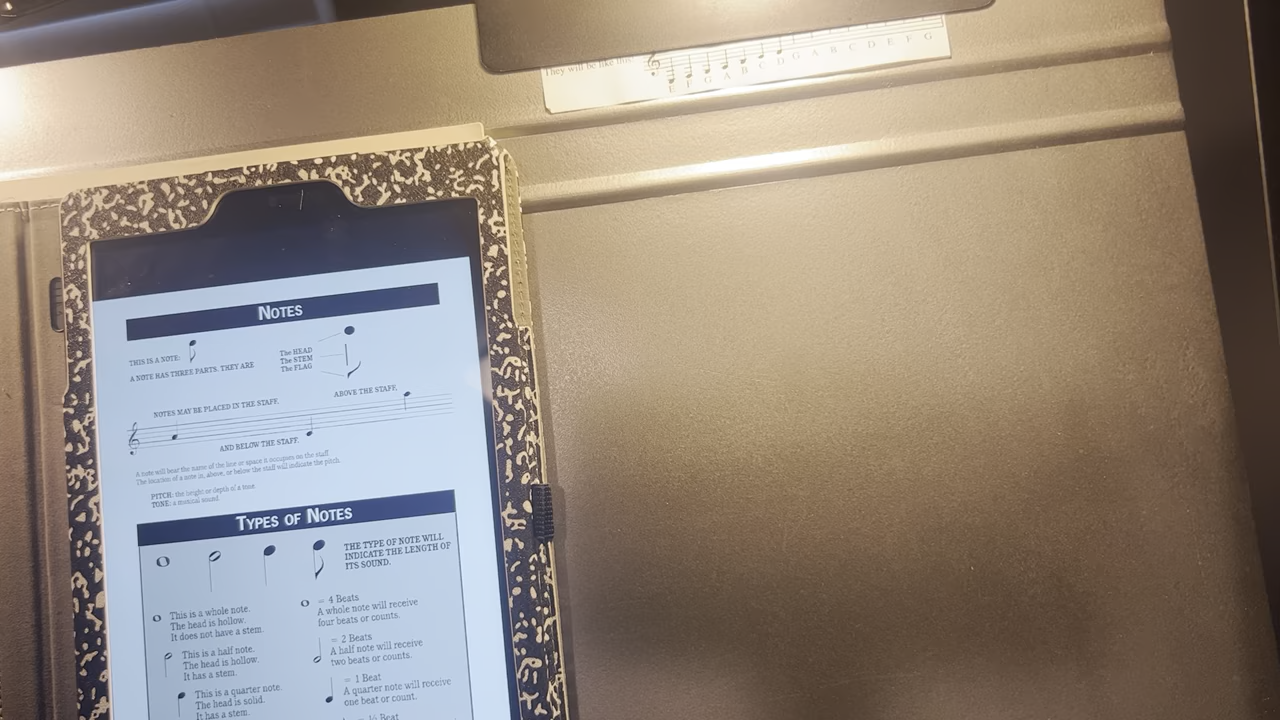 They will be like
E F G A B C D G A B C D E F G
NOTES
THIS IS A NOTE:
A NOTE HAS THREE PARTS. THEY ARE
The HEAD
The STEM
The FLAG
NOTES MAY BE PLACED IN THE STAFF,
ABOVE THE STAFF,
AND BELOW THE STAFF.
A note will bear the name of the line or space it occupies on the staff.
The location of a note in, above, or below the staff will indicate the pitch.
PITCH: the height or depth of a tone.
TONE: a musical sound.
TYPES OF NOTES
THE TYPE OF NOTE WILL
INDICATE THE LENGTH OF
ITS SOUND.
This is a whole note.
The head is hollow.
It does not have a stem.
= 4 Beats
A whole note will receive
four beats or counts.
This is a half note.
The head is hollow.
It has a stem.
= 2 Beats
A half note will receive
two beats or counts.
This is a quarter note.
The head is solid.
It has a stem.
= 1 Beat
A quarter note will receive
one beat or count.
= ½ Beat